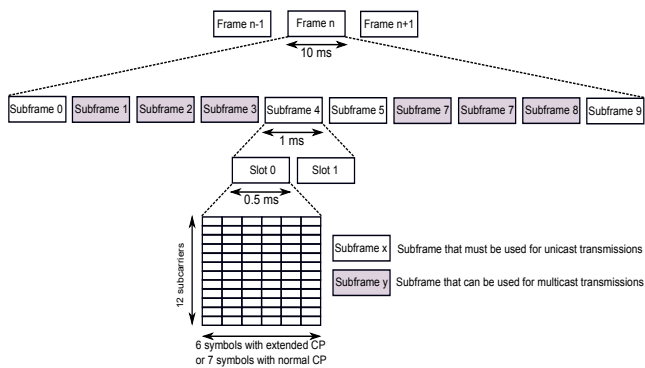 Frame n-1
Frame n
Frame n+1
10 ms
Subframe 0
Subframe 1
Subframe 2
Subframe 3
Subframe 4
Subframe 5
Subframe 7
Subframe 7
Subframe 8
Subframe 9
1 ms
Slot 0
Slot 1
0.5 ms
12 subcarriers
Subframe x
Subframe that must be used for unicast transmissions
Subframe y
Subframe that can be used for multicast transmissions
6 symbols with extended CP
or 7 symbols with normal CP